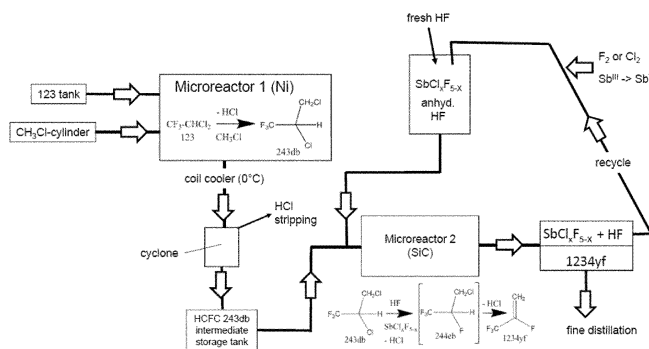 fresh HF
F₂ or Cl₂
Sbᴵᴵᴵ -> Sb
SbClₓF₅₋ₓ
anhyd.
HF
123 tank
CH₃Cl-cylinder
Microreactor 1 (Ni)
- HCl
CF₃-CHCl₂
CH₃Cl
123
CH₂Cl
F₃C
H
Cl
243db
recycle
coil cooler (0°C)
HCl
stripping
cyclone
Microreactor 2
(SiC)
SbClₓF₅₋ₓ + HF
1234yf
HCFC 243db
intermediate
storage tank
CH₂Cl
F₃C
H
Cl
243db
HF
SbClₓF₅₋ₓ
- HCl
CH₂Cl
F₃C
H
F
244eb
- HCl
CH₂
F₃C
F
1234yf
fine distillation